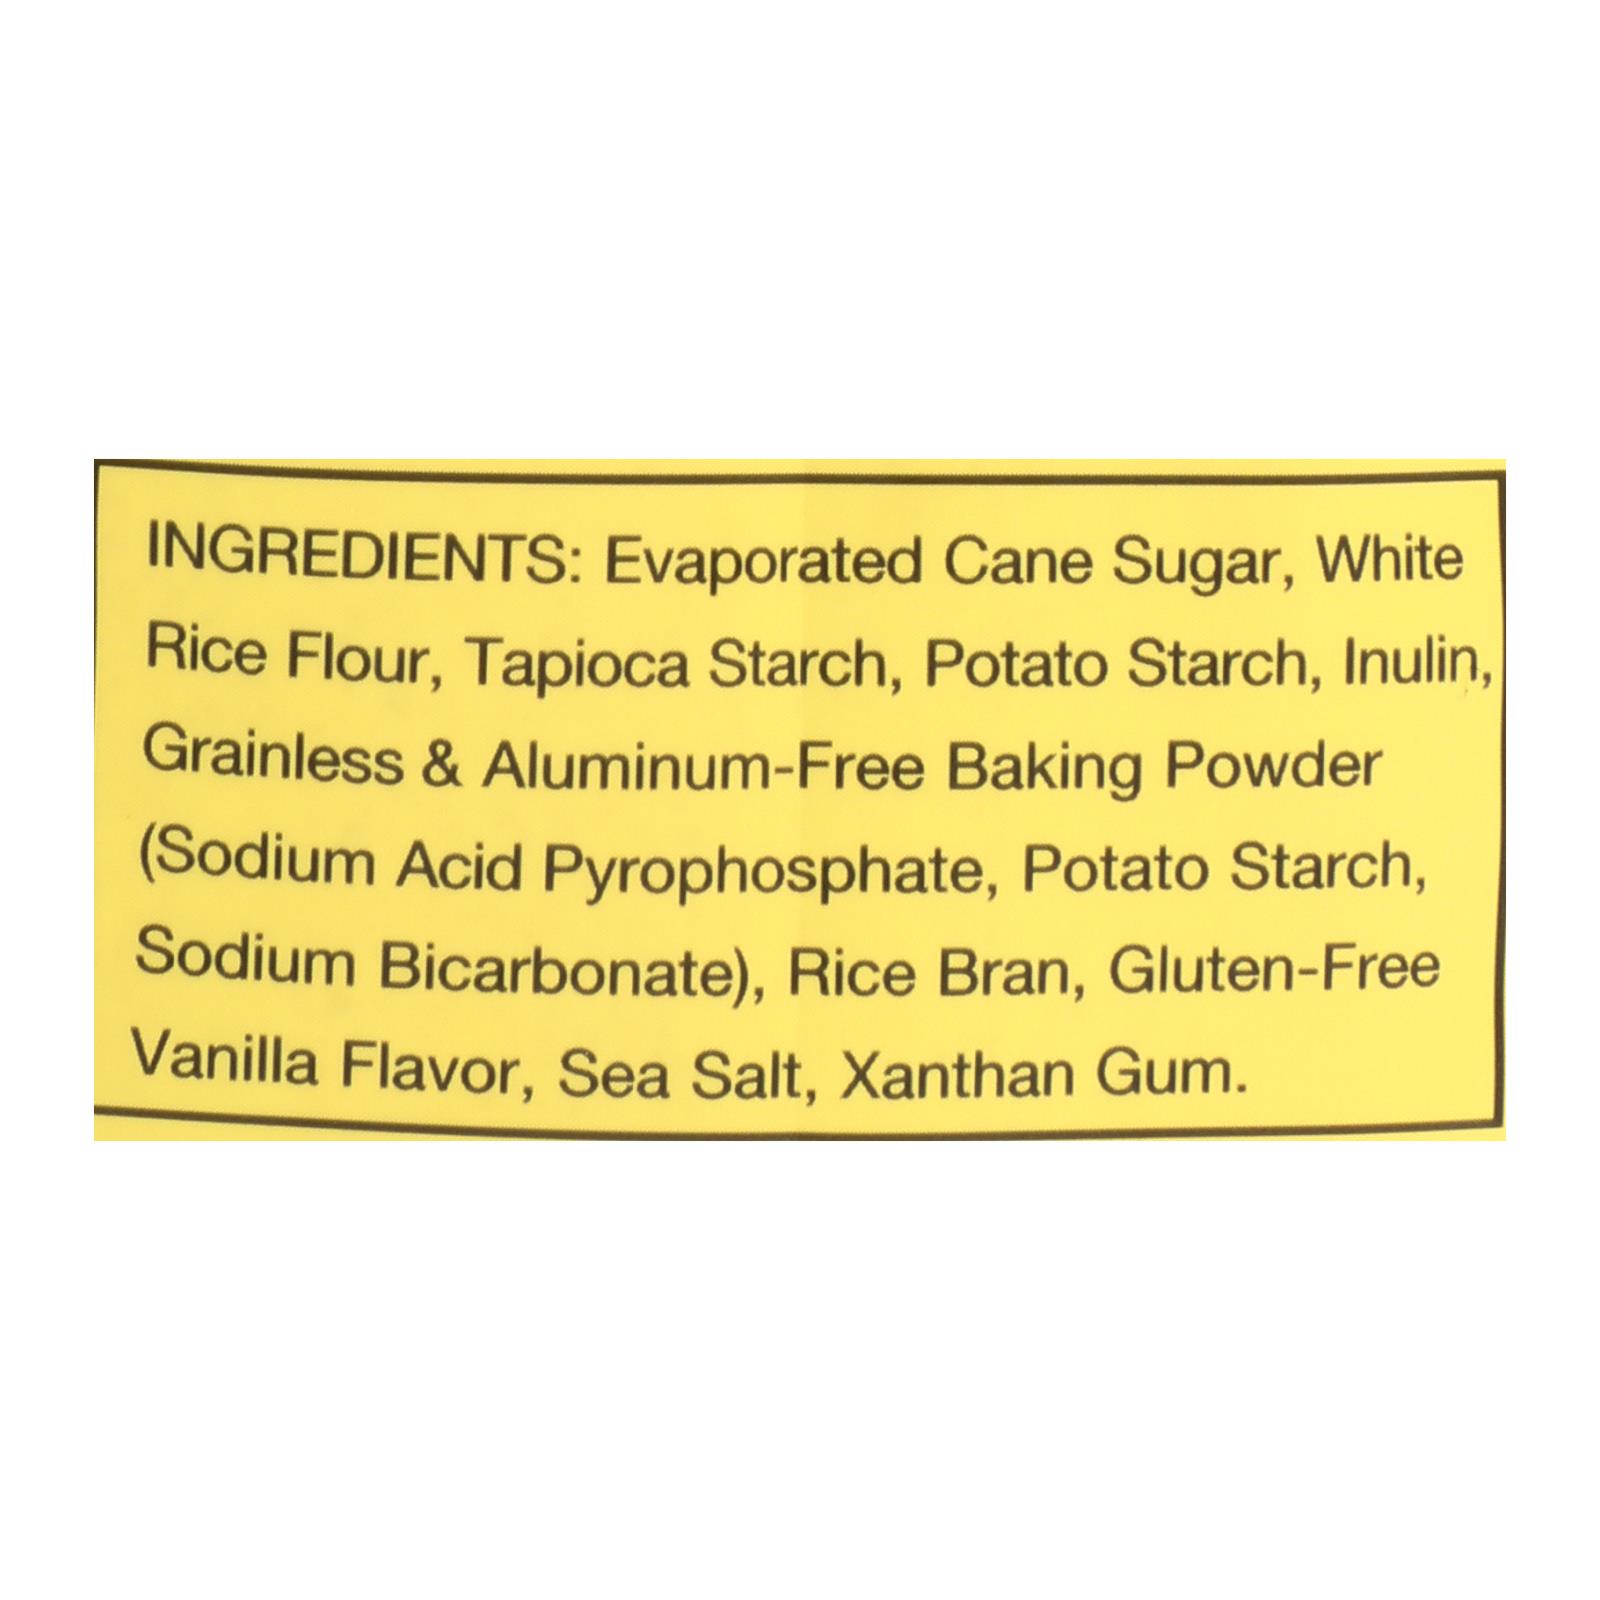 INGREDIENTS: Evaporated Cane Sugar, White
Rice Flour, Tapioca Starch, Potato Starch, Inulin,
Grainless & Aluminum-Free Baking Powder
(Sodium Acid Pyrophosphate, Potato Starch,
Sodium Bicarbonate), Rice Bran, Gluten-Free
Vanilla Flavor, Sea Salt, Xanthan Gum.